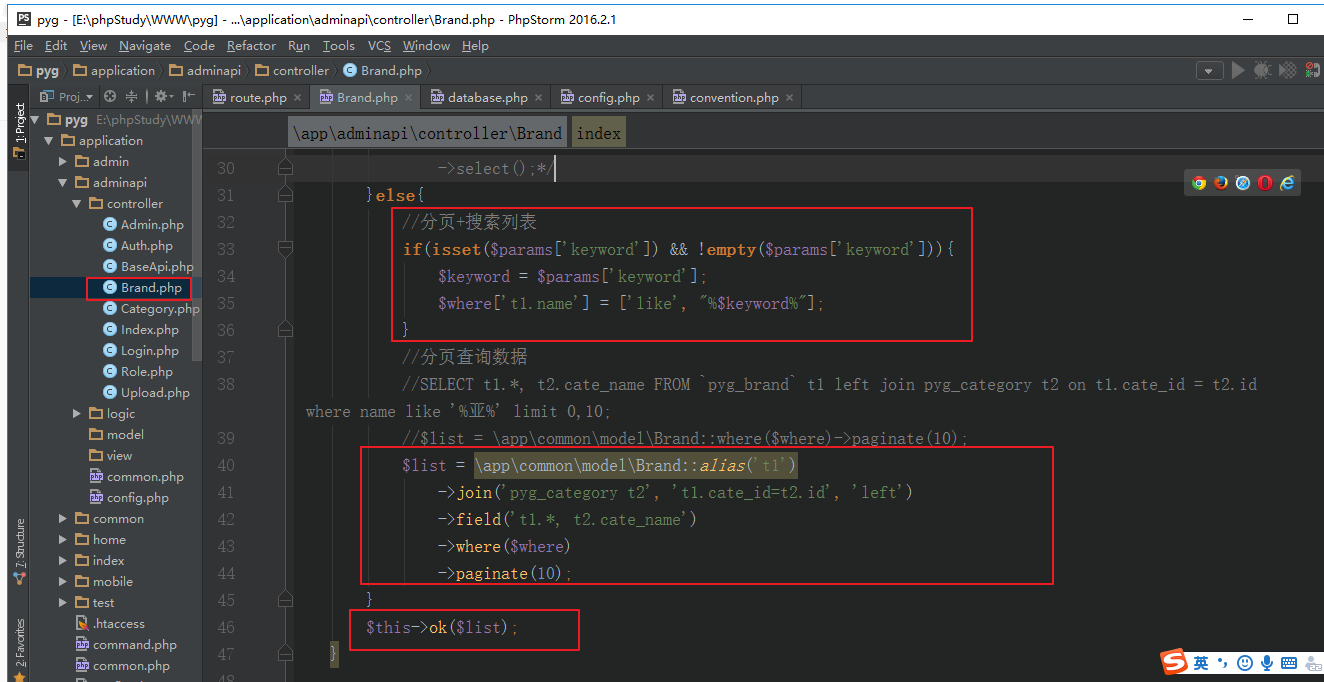 pyg - [E:\phpStudy\WWW\pyg] - ...\application\adminapi\controller\Brand.php - PhpStorm 2016.2.1
File Edit View Navigate Code Refactor Run Tools VCS Window Help
pyg application adminapi controller Brand.php
Proj... route.php Brand.php database.php config.php convention.php
1: Project
7: Structure
2: Favorites
pyg E:\phpStudy\WWW
application
admin
adminapi
controller
Admin.php
Auth.php
BaseApi.php
Brand.php
Category.php
Index.php
Login.php
Role.php
Upload.php
logic
model
view
common.php
config.php
common
home
index
mobile
test
.htaccess
command.php
common.php
\app\adminapi\controller\Brand index
30 ->select();*/
31 }else{
32 //分页+搜索列表
33 if(isset($params['keyword']) && !empty($params['keyword'])){
34 $keyword = $params['keyword'];
35 $where['t1.name'] = ['like', "%$keyword%"];
36 }
37 //分页查询数据
38 //SELECT t1.*, t2.cate_name FROM `pyg_brand` t1 left join pyg_category t2 on t1.cate_id = t2.id
where name like '%亚%' limit 0,10;
39 //$list = \app\common\model\Brand::where($where)->paginate(10);
40 $list = \app\common\model\Brand::alias('t1')
41 ->join('pyg_category t2', 't1.cate_id=t2.id', 'left')
42 ->field('t1.*, t2.cate_name')
43 ->where($where)
44 ->paginate(10);
45 }
46 $this->ok($list);
47 }
48
英